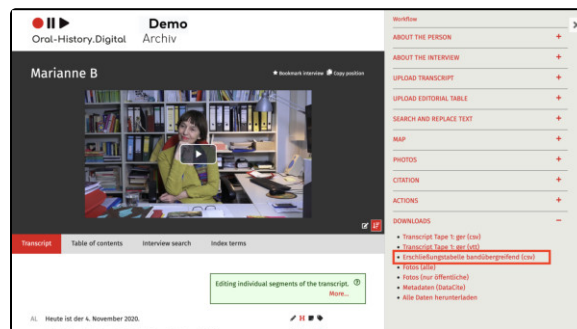 Oral-History.Digital
Demo
Archiv
Marianne B
Bookmark interview Copy position
Transcript Table of contents Interview search Index terms
Editing individual segments of the transcript.
More...
AL Heute ist der 4. November 2020.
H
Workflow
ABOUT THE PERSON +
ABOUT THE INTERVIEW +
UPLOAD TRANSCRIPT +
UPLOAD EDITORIAL TABLE +
SEARCH AND REPLACE TEXT +
MAP +
PHOTOS +
CITATION +
ACTIONS +
DOWNLOADS −
• Transcript Tape 1: ger (csv)
• Transcript Tape 1: ger (vtt)
• Erschließungstabelle bandübergreifend (csv)
• Fotos (alle)
• Fotos (nur öffentliche)
• Metadaten (DataCite)
• Alle Daten herunterladen